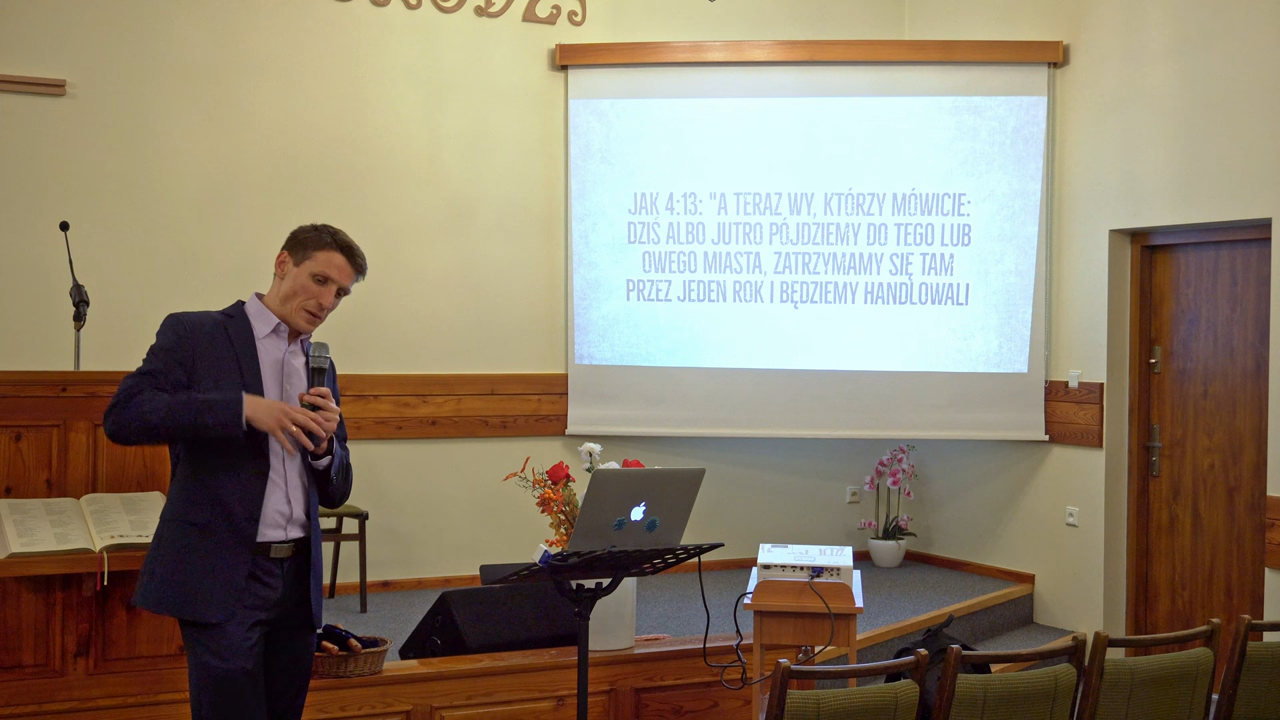 JAK 4:13: "A TERAZ WY, KTÓRZY MÓWICIE:
DZIŚ ALBO JUTRO PÓJDZIEMY DO TEGO LUB
OWEGO MIASTA, ZATRZYMAMY SIĘ TAM
PRZEZ JEDEN ROK I BĘDZIEMY HANDLOWALI